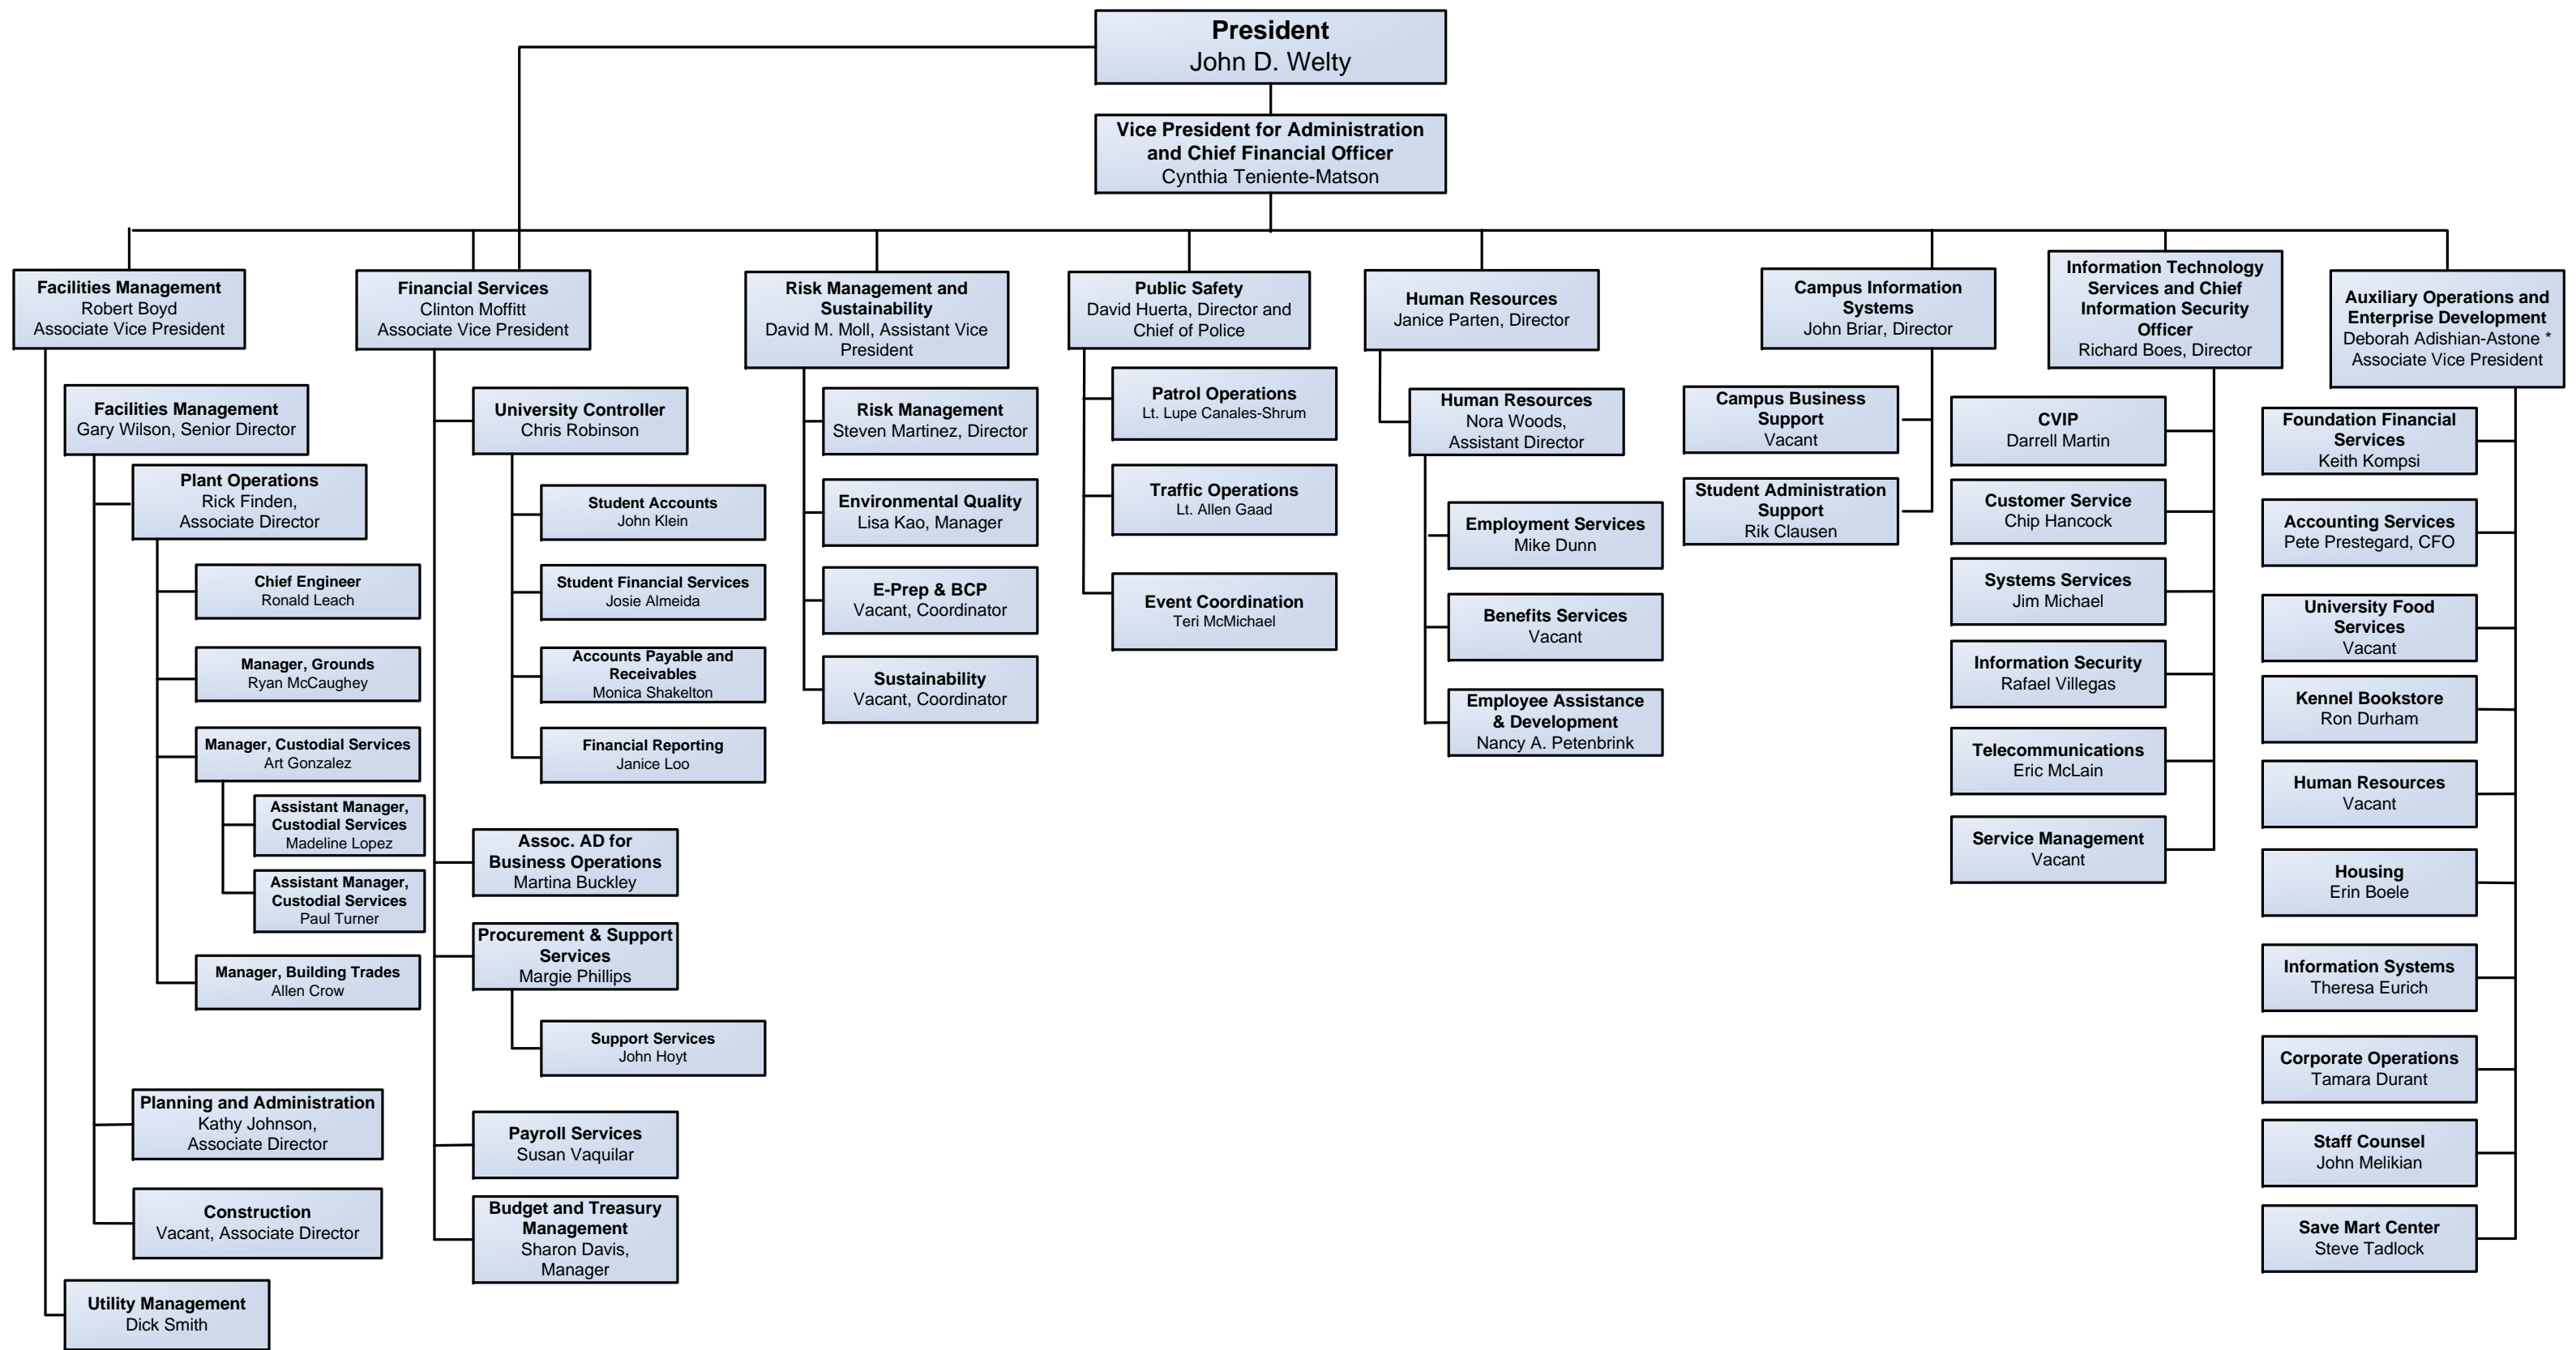 President
John D. Welty
Vice President for Administration
and Chief Financial Officer
Cynthia Teniente-Matson
Facilities Management
Robert Boyd
Associate Vice President
Facilities Management
Gary Wilson, Senior Director
Plant Operations
Rick Finden,
Associate Director
Chief Engineer
Ronald Leach
Manager, Grounds
Ryan McCaughey
Manager, Custodial Services
Art Gonzalez
Assistant Manager,
Custodial Services
Madeline Lopez
Assistant Manager,
Custodial Services
Paul Turner
Manager, Building Trades
Allen Crow
Planning and Administration
Kathy Johnson,
Associate Director
Construction
Vacant, Associate Director
Utility Management
Dick Smith
Financial Services
Clinton Moffitt
Associate Vice President
University Controller
Chris Robinson
Student Accounts
John Klein
Student Financial Services
Josie Almeida
Accounts Payable and
Receivables
Monica Shakelton
Financial Reporting
Janice Loo
Assoc. AD for
Business Operations
Martina Buckley
Procurement & Support
Services
Margie Phillips
Support Services
John Hoyt
Payroll Services
Susan Vaquilar
Budget and Treasury
Management
Sharon Davis,
Manager
Risk Management and
Sustainability
David M. Moll, Assistant Vice
President
Risk Management
Steven Martinez, Director
Environmental Quality
Lisa Kao, Manager
E-Prep & BCP
Vacant, Coordinator
Sustainability
Vacant, Coordinator
Public Safety
David Huerta, Director and
Chief of Police
Patrol Operations
Lt. Lupe Canales-Shrum
Traffic Operations
Lt. Allen Gaad
Event Coordination
Teri McMichael
Human Resources
Janice Parten, Director
Human Resources
Nora Woods,
Assistant Director
Employment Services
Mike Dunn
Benefits Services
Vacant
Employee Assistance
& Development
Nancy A. Petenbrink
Campus Information
Systems
John Briar, Director
Campus Business
Support
Vacant
Student Administration
Support
Rik Clausen
Information Technology
Services and Chief
Information Security
Officer
Richard Boes, Director
CVIP
Darrell Martin
Customer Service
Chip Hancock
Systems Services
Jim Michael
Information Security
Rafael Villegas
Telecommunications
Eric McLain
Service Management
Vacant
Auxiliary Operations and
Enterprise Development
Deborah Adishian-Astone *
Associate Vice President
Foundation Financial
Services
Keith Kompsi
Accounting Services
Pete Prestegard, CFO
University Food
Services
Vacant
Kennel Bookstore
Ron Durham
Human Resources
Vacant
Housing
Erin Boele
Information Systems
Theresa Eurich
Corporate Operations
Tamara Durant
Staff Counsel
John Melikian
Save Mart Center
Steve Tadlock